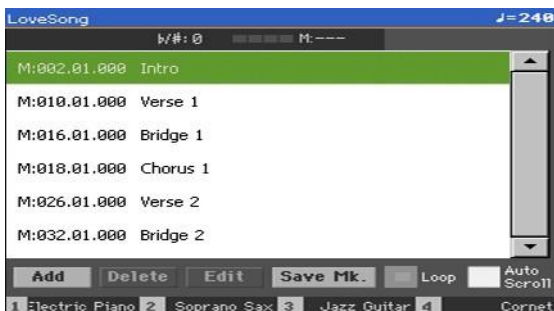 LoveSong ♩=240
b/#: 0 M:---
M:002.01.000 Intro
M:010.01.000 Verse 1
M:016.01.000 Bridge 1
M:018.01.000 Chorus 1
M:026.01.000 Verse 2
M:032.01.000 Bridge 2
Add Delete Edit Save Mk. Loop Auto Scroll
1 Electric Piano 2 Soprano Sax 3 Jazz Guitar 4 Cornet